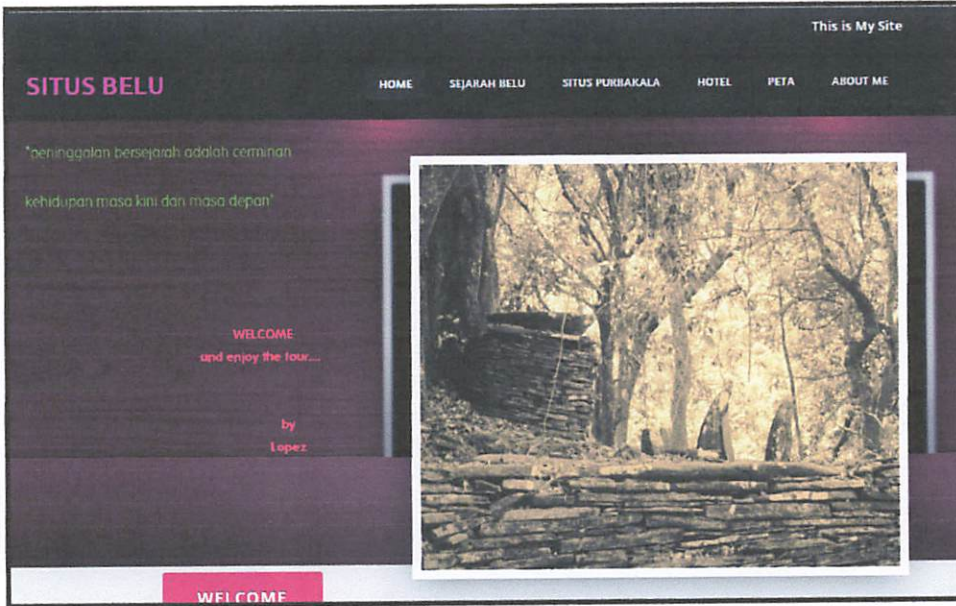 This is My Site
SITUS BELU
HOME SEJARAH BELU SITUS PURBAKALA HOTEL PETA ABOUT ME
"peninggalan bersejarah adalah cerminan
kehidupan masa kini dan masa depan"
WELCOME
and enjoy the tour....
by
Lopez
WELCOME